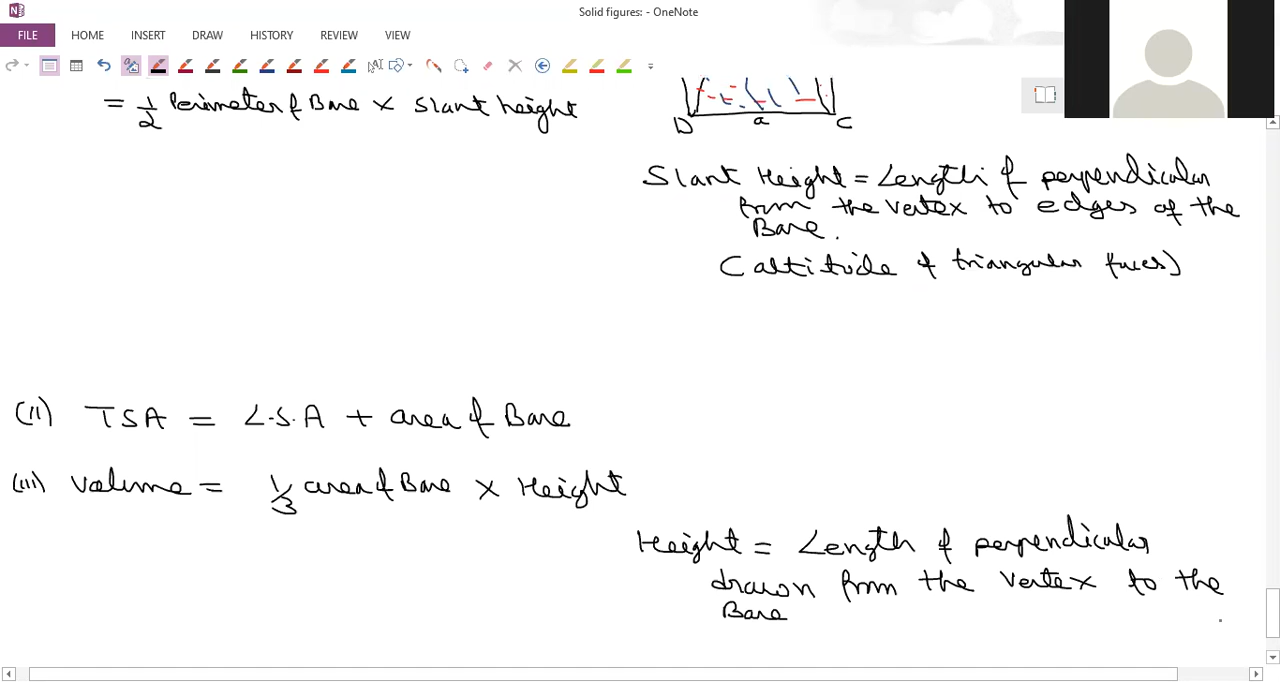 Solid figures: - OneNote
FILE HOME INSERT DRAW HISTORY REVIEW VIEW
= 1/2 Perimeter of Base × Slant height
D a C
Slant Height = Length of perpendicular
from the vertex to edges of the
Base.
(altitude of triangular faces)
(ii) TSA = L.S.A + area of Base
(iii) Volume = 1/3 area of Base × Height
Height = Length of perpendicular
drawn from the vertex to the
Base